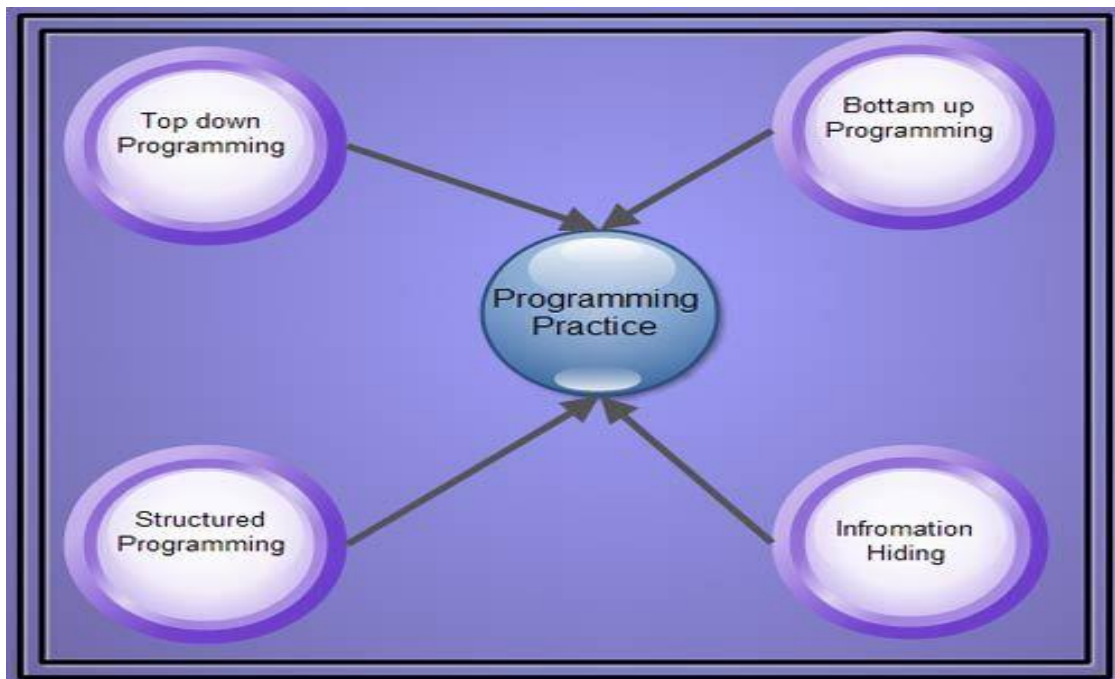 Top down
Programming
Bottam up
Programming
Programming
Practice
Structured
Programming
Infromation
Hiding